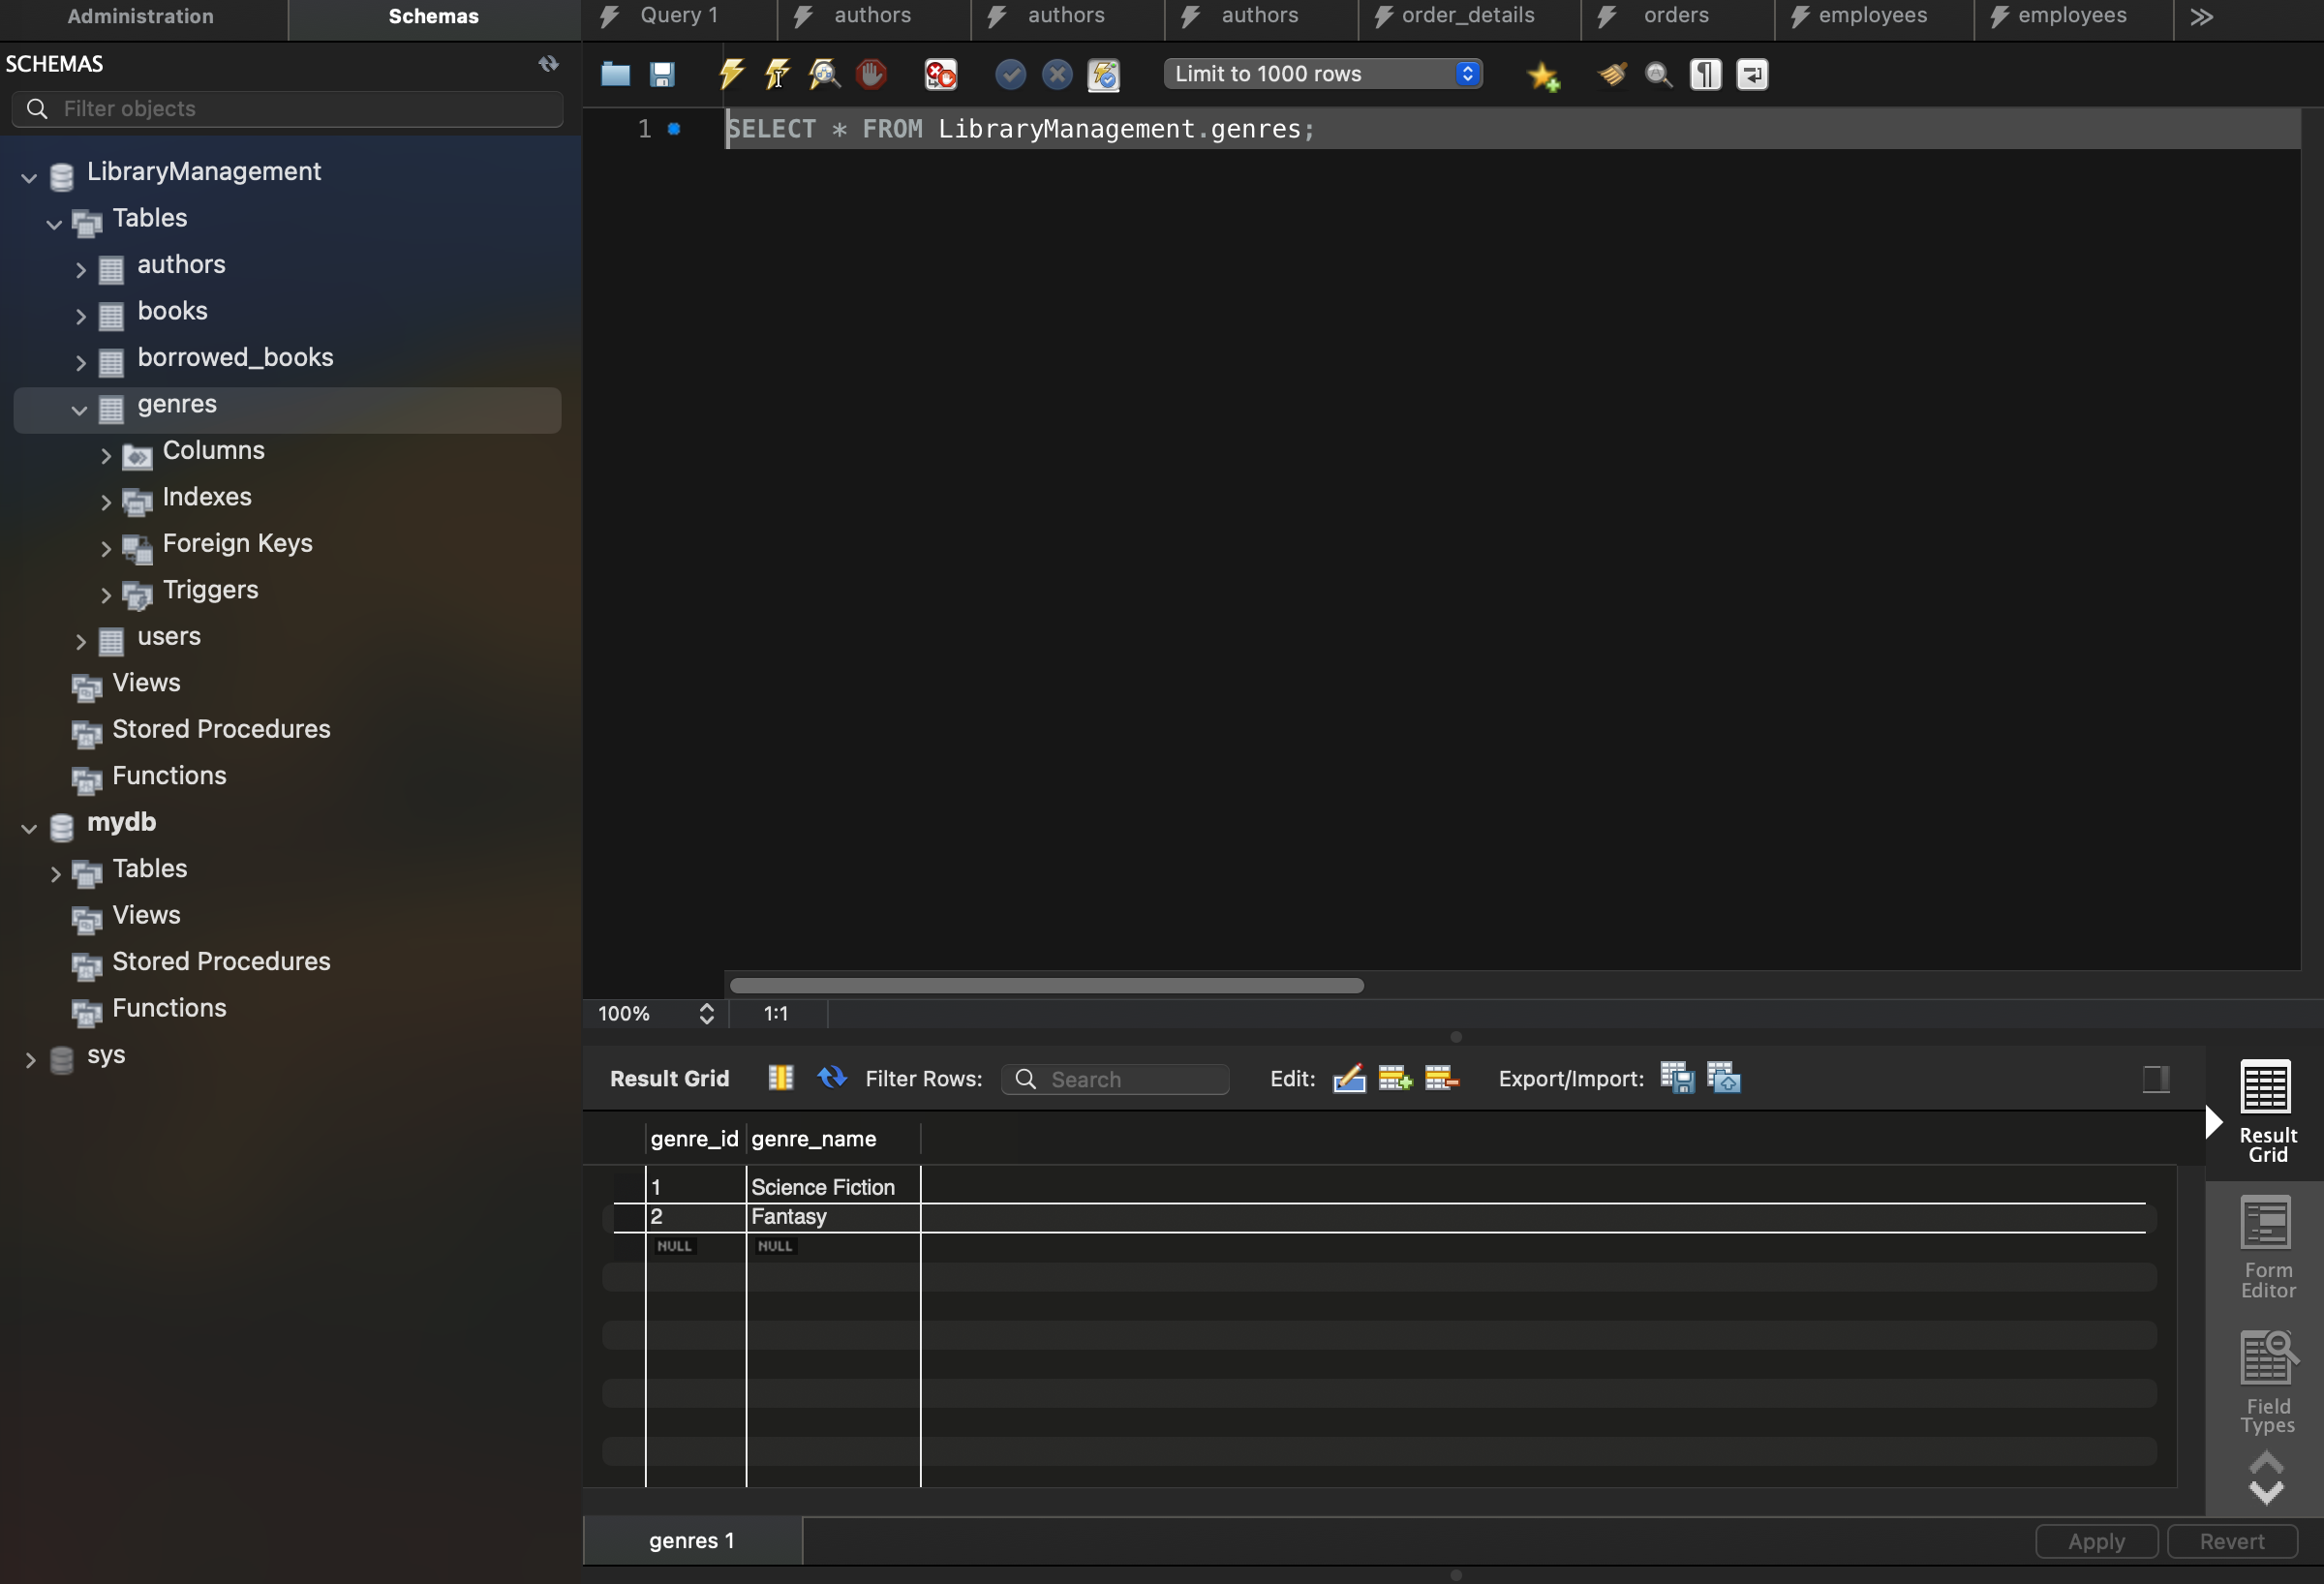 Administration
Schemas
Query 1
authors
authors
authors
order_details
orders
employees
employees
SCHEMAS
Filter objects
Limit to 1000 rows
1
SELECT * FROM LibraryManagement.genres;
LibraryManagement
Tables
authors
books
borrowed_books
genres
Columns
Indexes
Foreign Keys
Triggers
users
Views
Stored Procedures
Functions
mydb
Tables
Views
Stored Procedures
Functions
sys
100%
1:1
Result Grid
Filter Rows:
Search
Edit:
Export/Import:
genre_id
genre_name
1
Science Fiction
2
Fantasy
NULL
NULL
Result
Grid
Form
Editor
Field
Types
genres 1
Apply
Revert